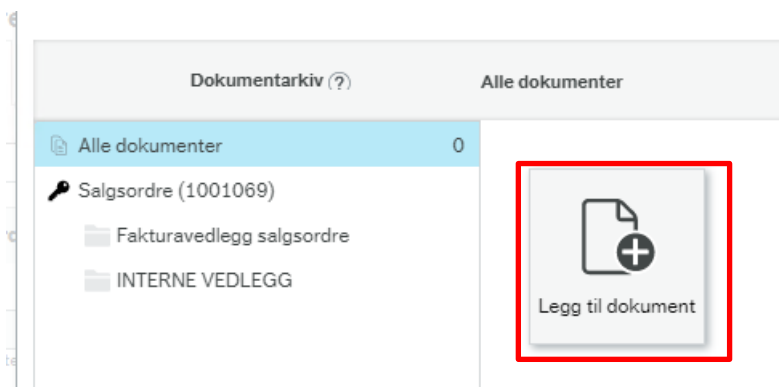 Dokumentarkiv (?)
Alle dokumenter
Alle dokumenter 0
Salgsordre (1001069)
Fakturavedlegg salgsordre
INTERNE VEDLEGG
Legg til dokument